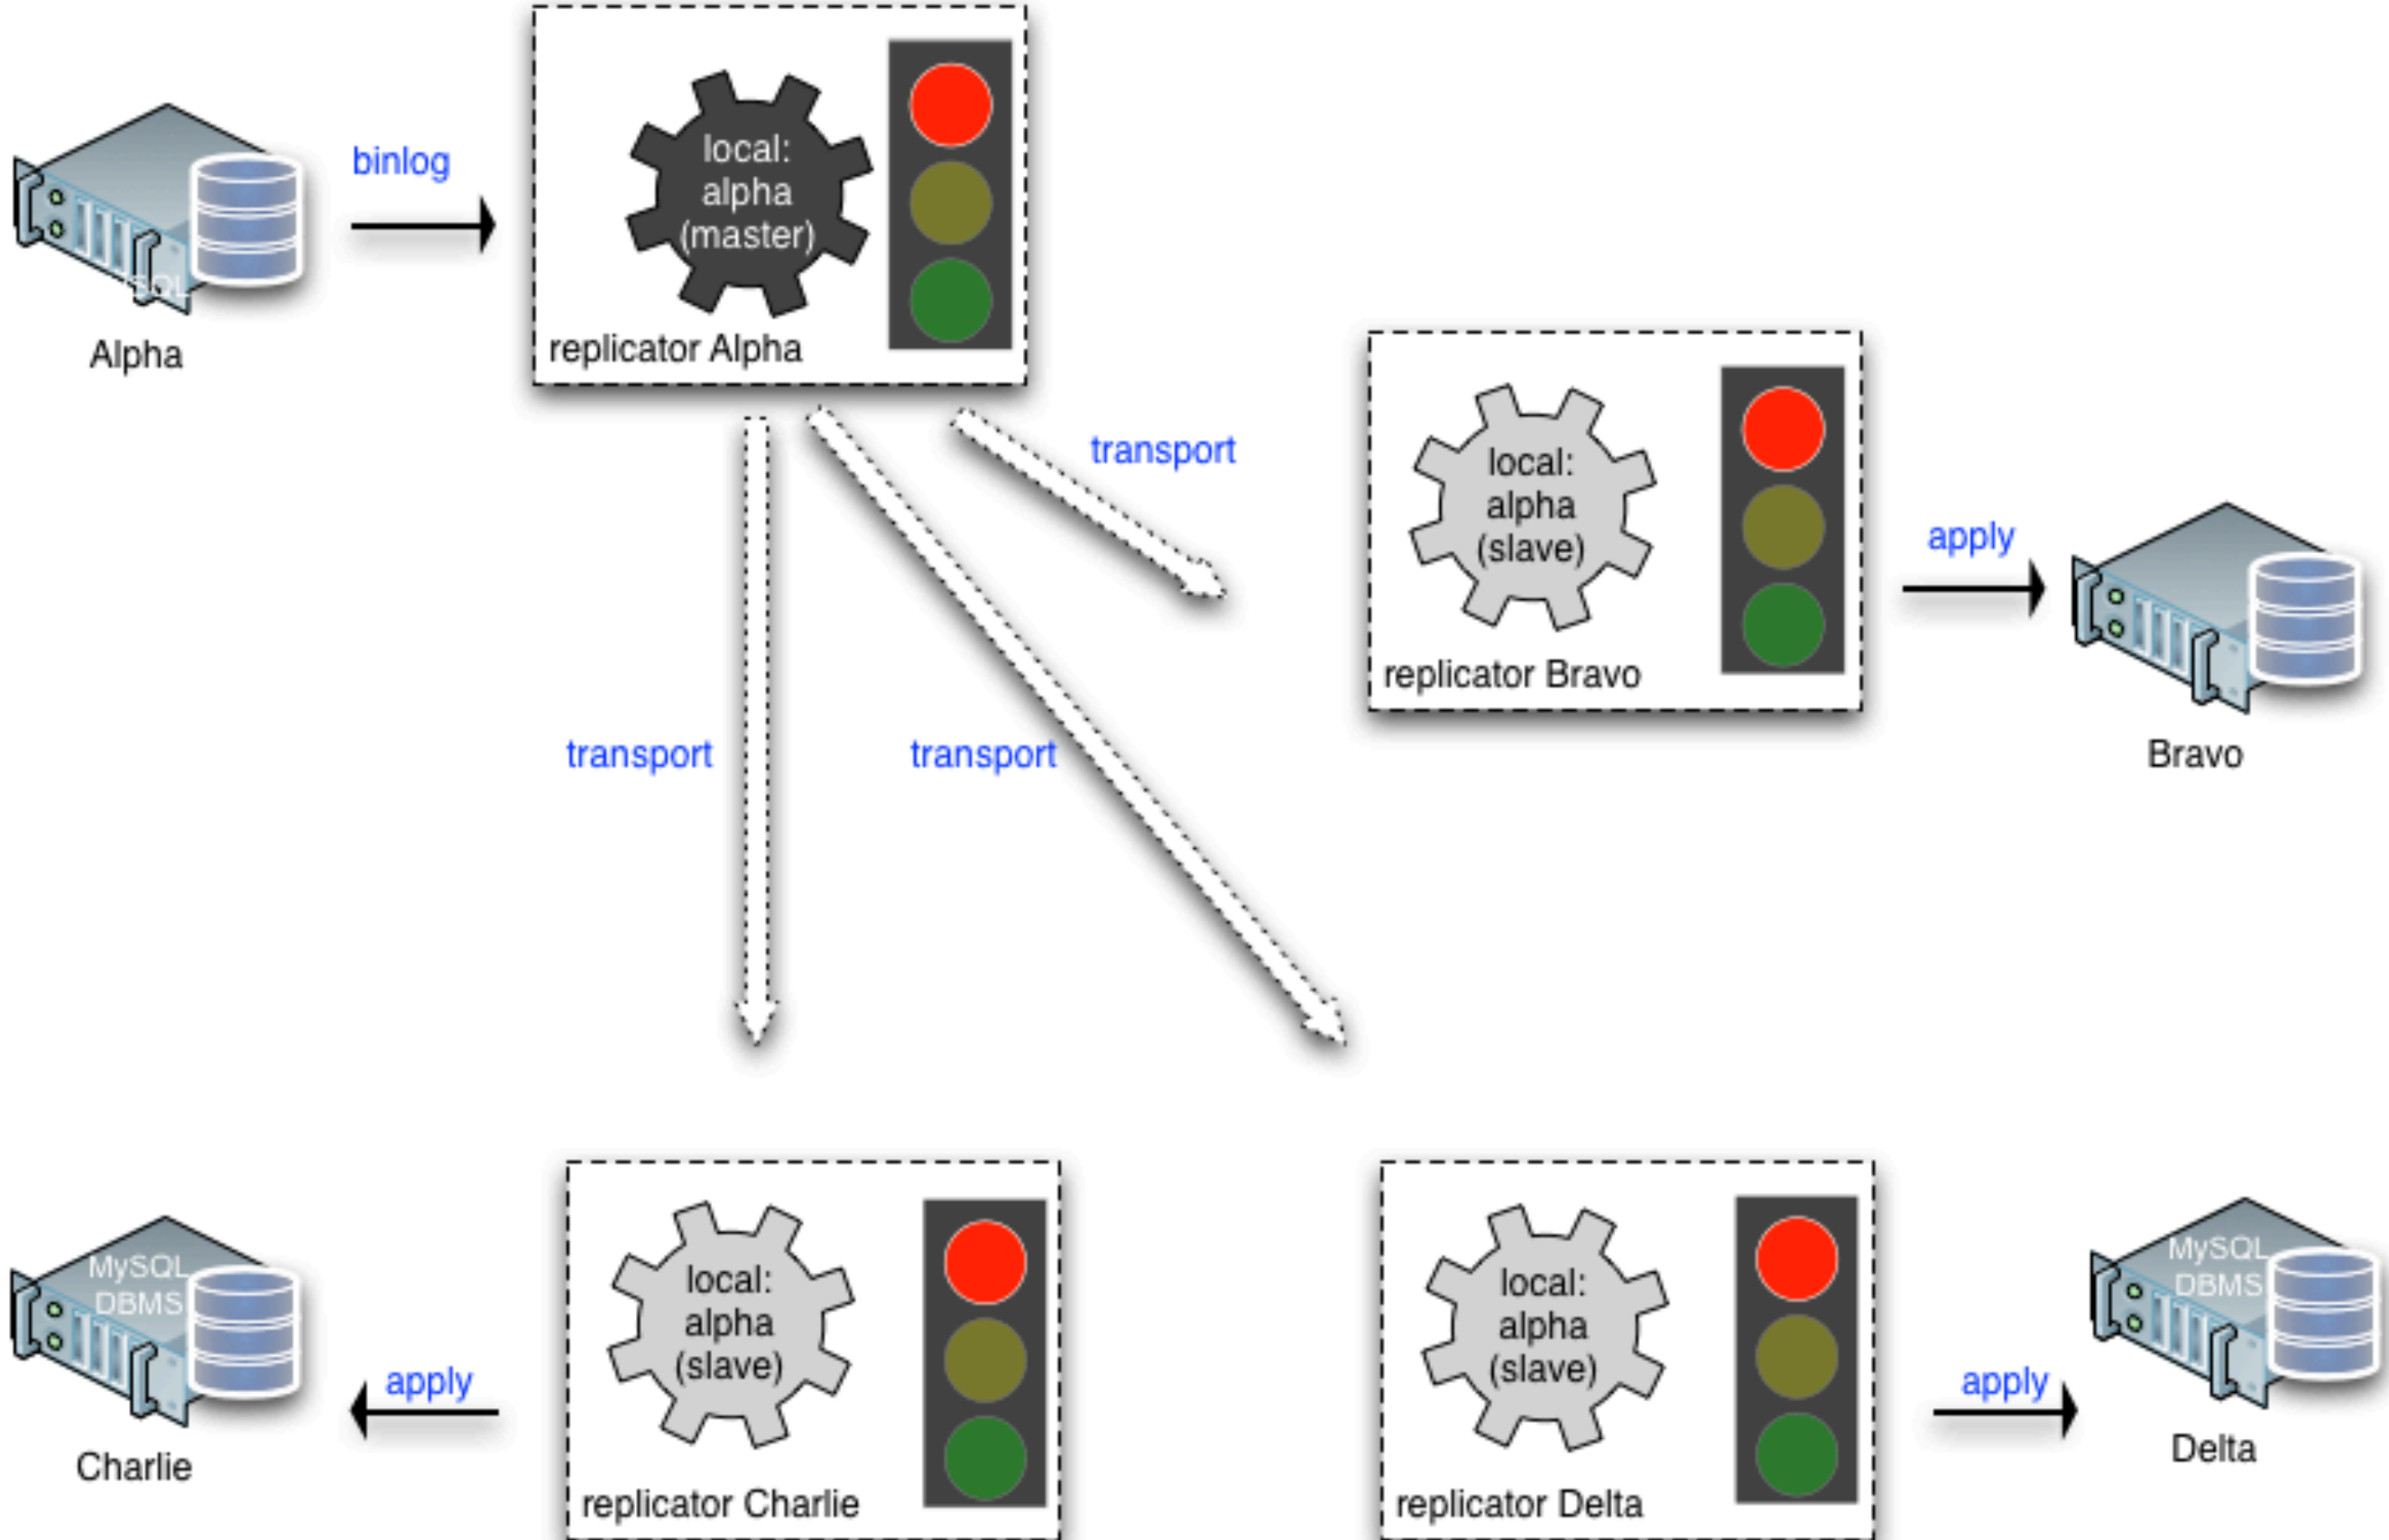 binlog
local:
alpha
(master)
replicator Alpha
SQL
Alpha
transport
local:
alpha
(slave)
replicator Bravo
apply
Bravo
transport
transport
MySQL
DBMS
apply
Charlie
local:
alpha
(slave)
replicator Charlie
local:
alpha
(slave)
replicator Delta
apply
MySQL
DBMS
Delta